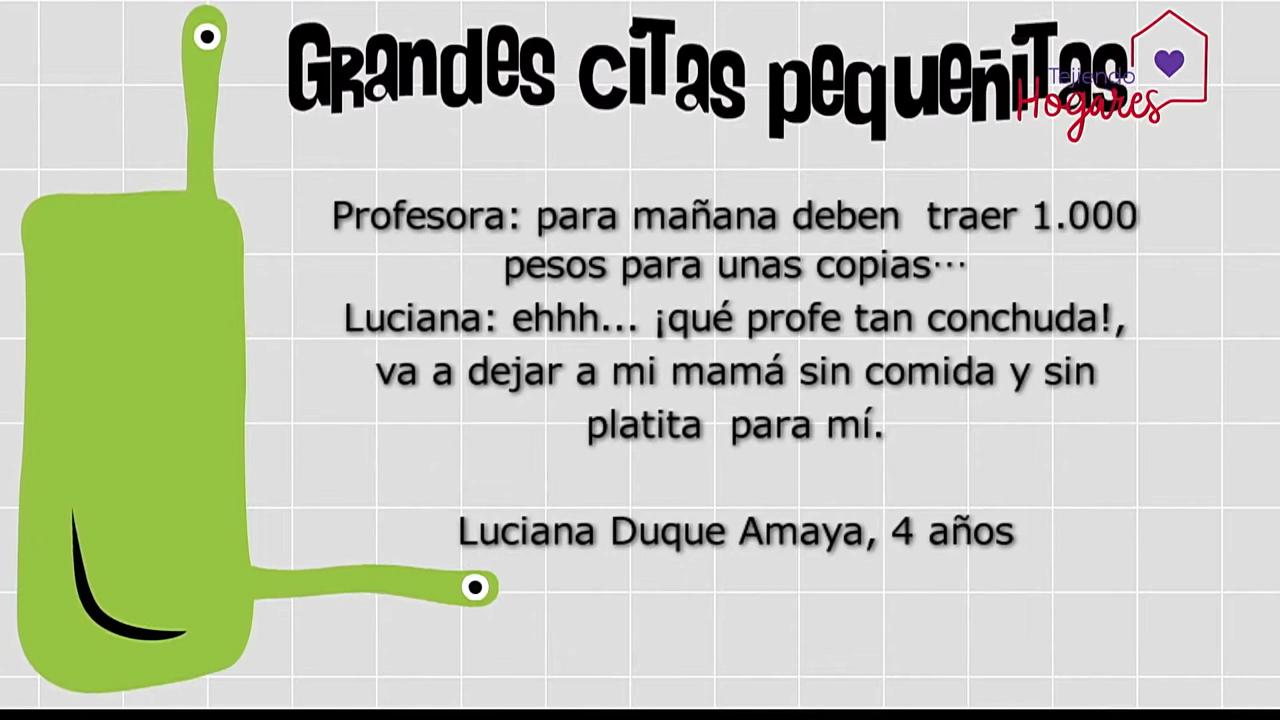 Grandes citas pequeñitas
Tejiendo
Hogares
Profesora: para mañana deben traer 1.000
pesos para unas copias...
Luciana: ehhh... ¡qué profe tan conchuda!,
va a dejar a mi mamá sin comida y sin
platita para mí.
Luciana Duque Amaya, 4 años